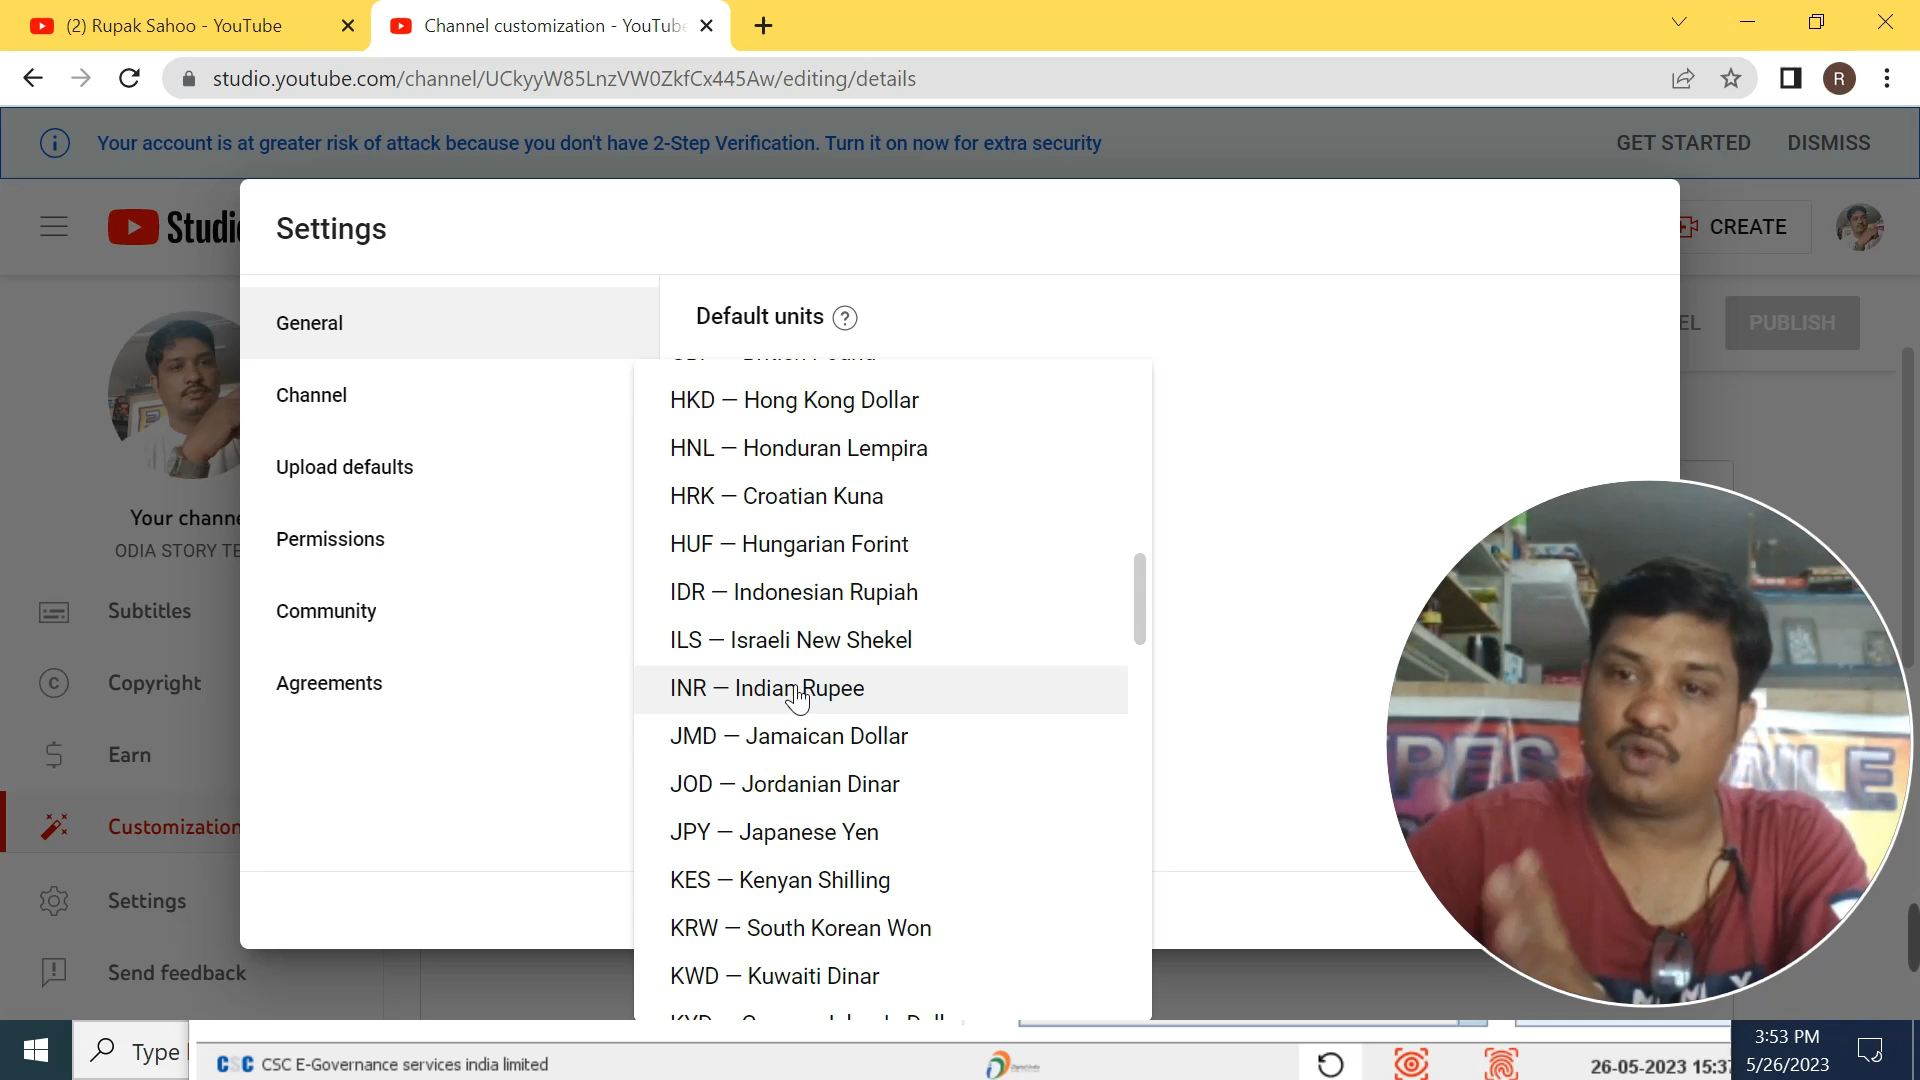 (2) Rupak Sahoo - YouTube
Channel customization - YouTube
studio.youtube.com/channel/UCkyyW85LnzVW0ZkfCx445Aw/editing/details
R
Your account is at greater risk of attack because you don't have 2-Step Verification. Turn it on now for extra security
GET STARTED
DISMISS
Studio
Settings
CREATE
General
Default units
?
EL
PUBLISH
Channel
HKD — Hong Kong Dollar
HNL — Honduran Lempira
Upload defaults
HRK — Croatian Kuna
Your channe
Permissions
HUF — Hungarian Forint
ODIA STORY TE
IDR — Indonesian Rupiah
Subtitles
Community
ILS — Israeli New Shekel
Copyright
Agreements
INR — Indian Rupee
JMD — Jamaican Dollar
Earn
JOD — Jordanian Dinar
Customization
JPY — Japanese Yen
Settings
KES — Kenyan Shilling
KRW — South Korean Won
Send feedback
KWD — Kuwaiti Dinar
Type
CSC CSC E-Governance services india limited
26-05-2023 15:37
3:53 PM
5/26/2023